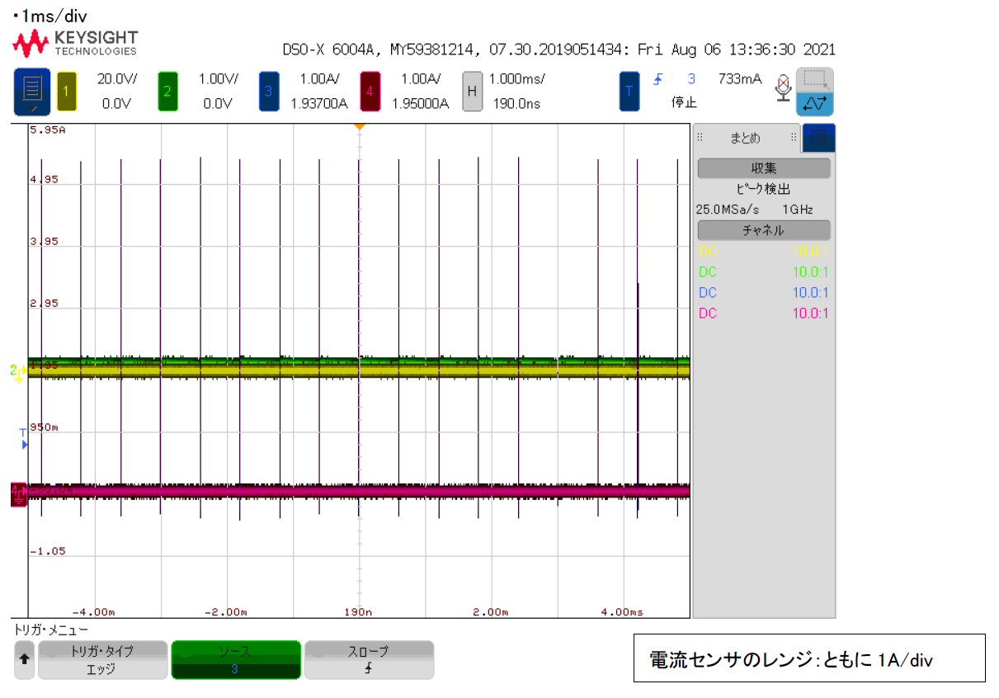 ・1ms/div
KEYSIGHT
TECHNOLOGIES
DSO-X 6004A, MY59381214, 07.30.2019051434: Fri Aug 06 13:36:30 2021
1 20.0V/ 2 1.00V/ 3 1.00A/ 4 1.00A/ H 1.000ms/ T 3 733mA
0.0V 0.0V 1.93700A 1.95000A 190.0ns 停止
5.95A
4.95
3.95
2.95
1.95
950m
-50.0m
-1.05
2
T
4
-4.00m -2.00m 190n 2.00m 4.00ms
まとめ
収集
ピーク検出
25.0MSa/s 1GHz
チャネル
DC 10.0:1
DC 10.0:1
DC 10.0:1
DC 10.0:1
トリガ・メニュー
トリガ・タイプ ソース スロープ
エッジ 3
電流センサのレンジ：ともに 1A/div